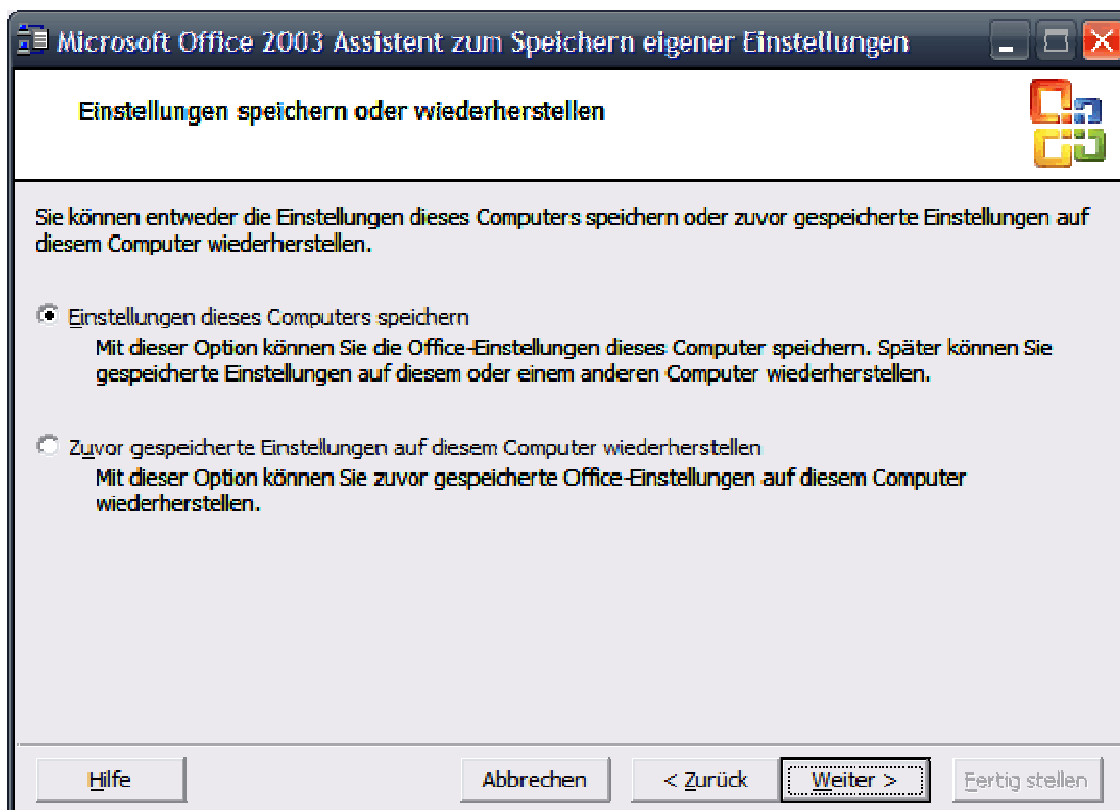 Microsoft Office 2003 Assistent zum Speichern eigener Einstellungen
Einstellungen speichern oder wiederherstellen
Sie können entweder die Einstellungen dieses Computers speichern oder zuvor gespeicherte Einstellungen auf
diesem Computer wiederherstellen.
Einstellungen dieses Computers speichern
Mit dieser Option können Sie die Office-Einstellungen dieses Computer speichern. Später können Sie
gespeicherte Einstellungen auf diesem oder einem anderen Computer wiederherstellen.
Zuvor gespeicherte Einstellungen auf diesem Computer wiederherstellen
Mit dieser Option können Sie zuvor gespeicherte Office-Einstellungen auf diesem Computer
wiederherstellen.
Hilfe Abbrechen < Zurück Weiter > Fertig stellen